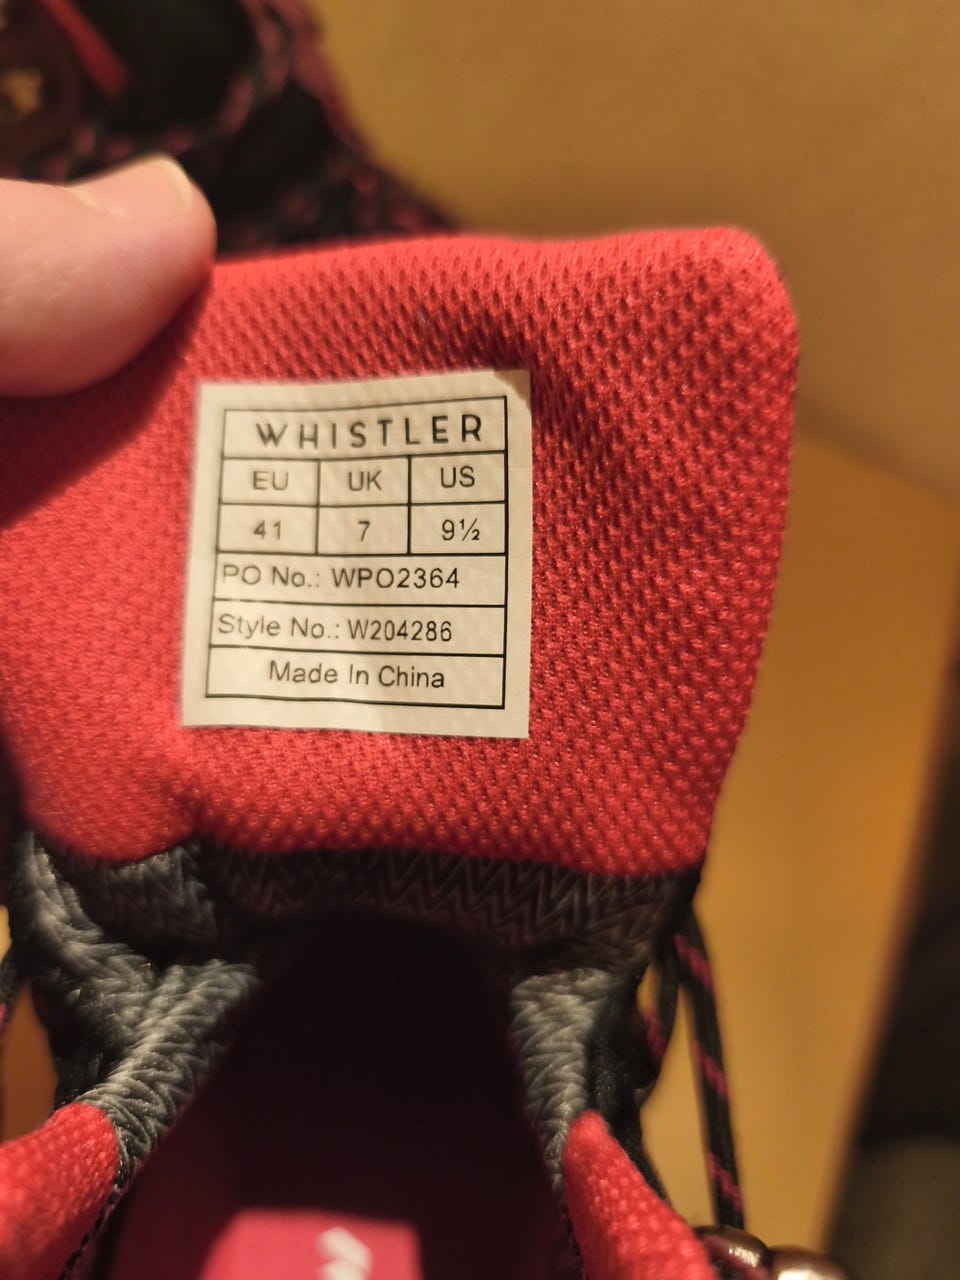 WHISTLER
EU UK US
41 7 9½
PO No.: WPO2364
Style No.: W204286
Made In China